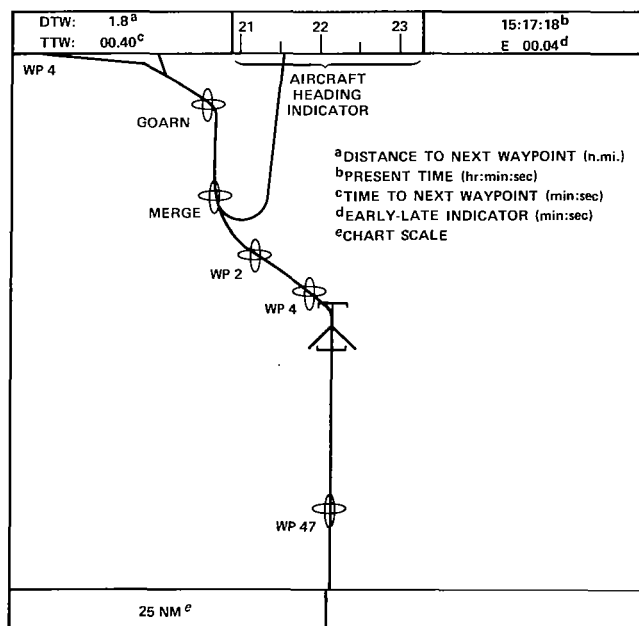 DTW: 1.8ᵃ
TTW: 00.40ᶜ
21 22 23
15:17:18ᵇ
E 00.04ᵈ
WP 4
GOARN
AIRCRAFT
HEADING
INDICATOR
ᵃDISTANCE TO NEXT WAYPOINT (n.mi.)
ᵇPRESENT TIME (hr:min:sec)
ᶜTIME TO NEXT WAYPOINT (min:sec)
ᵈEARLY-LATE INDICATOR (min:sec)
ᵉCHART SCALE
MERGE
WP 2
WP 4
WP 47
25 NMᵉ